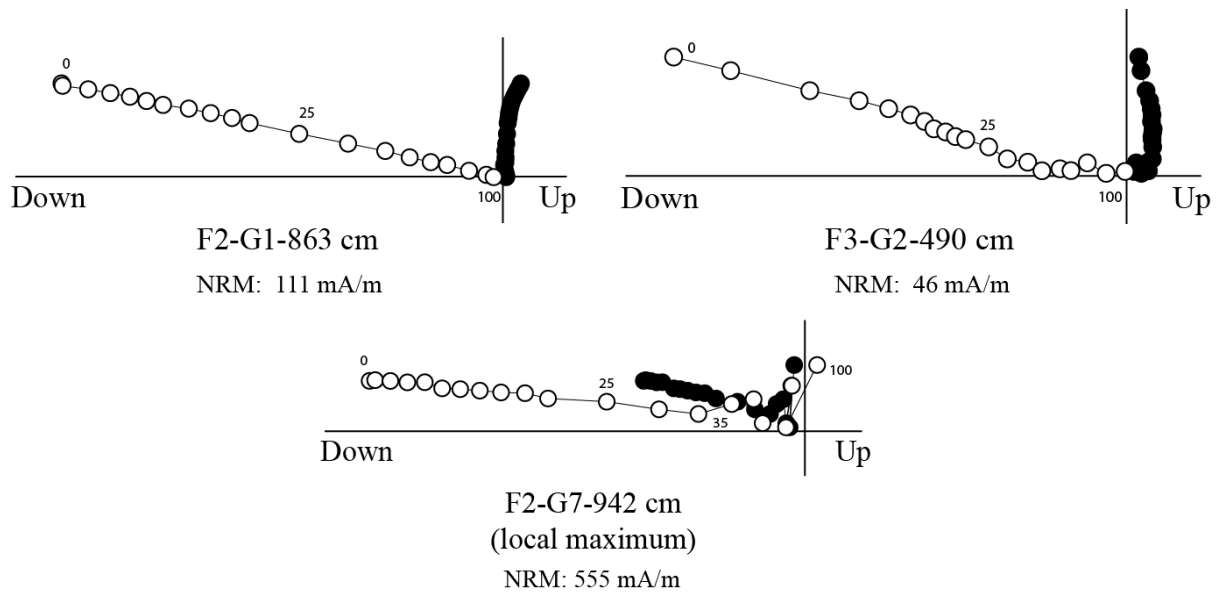 0
25
100
Down
Up
F2-G1-863 cm
NRM: 111 mA/m
0
25
100
Down
Up
F3-G2-490 cm
NRM: 46 mA/m
0
25
35
100
Down
Up
F2-G7-942 cm
(local maximum)
NRM: 555 mA/m